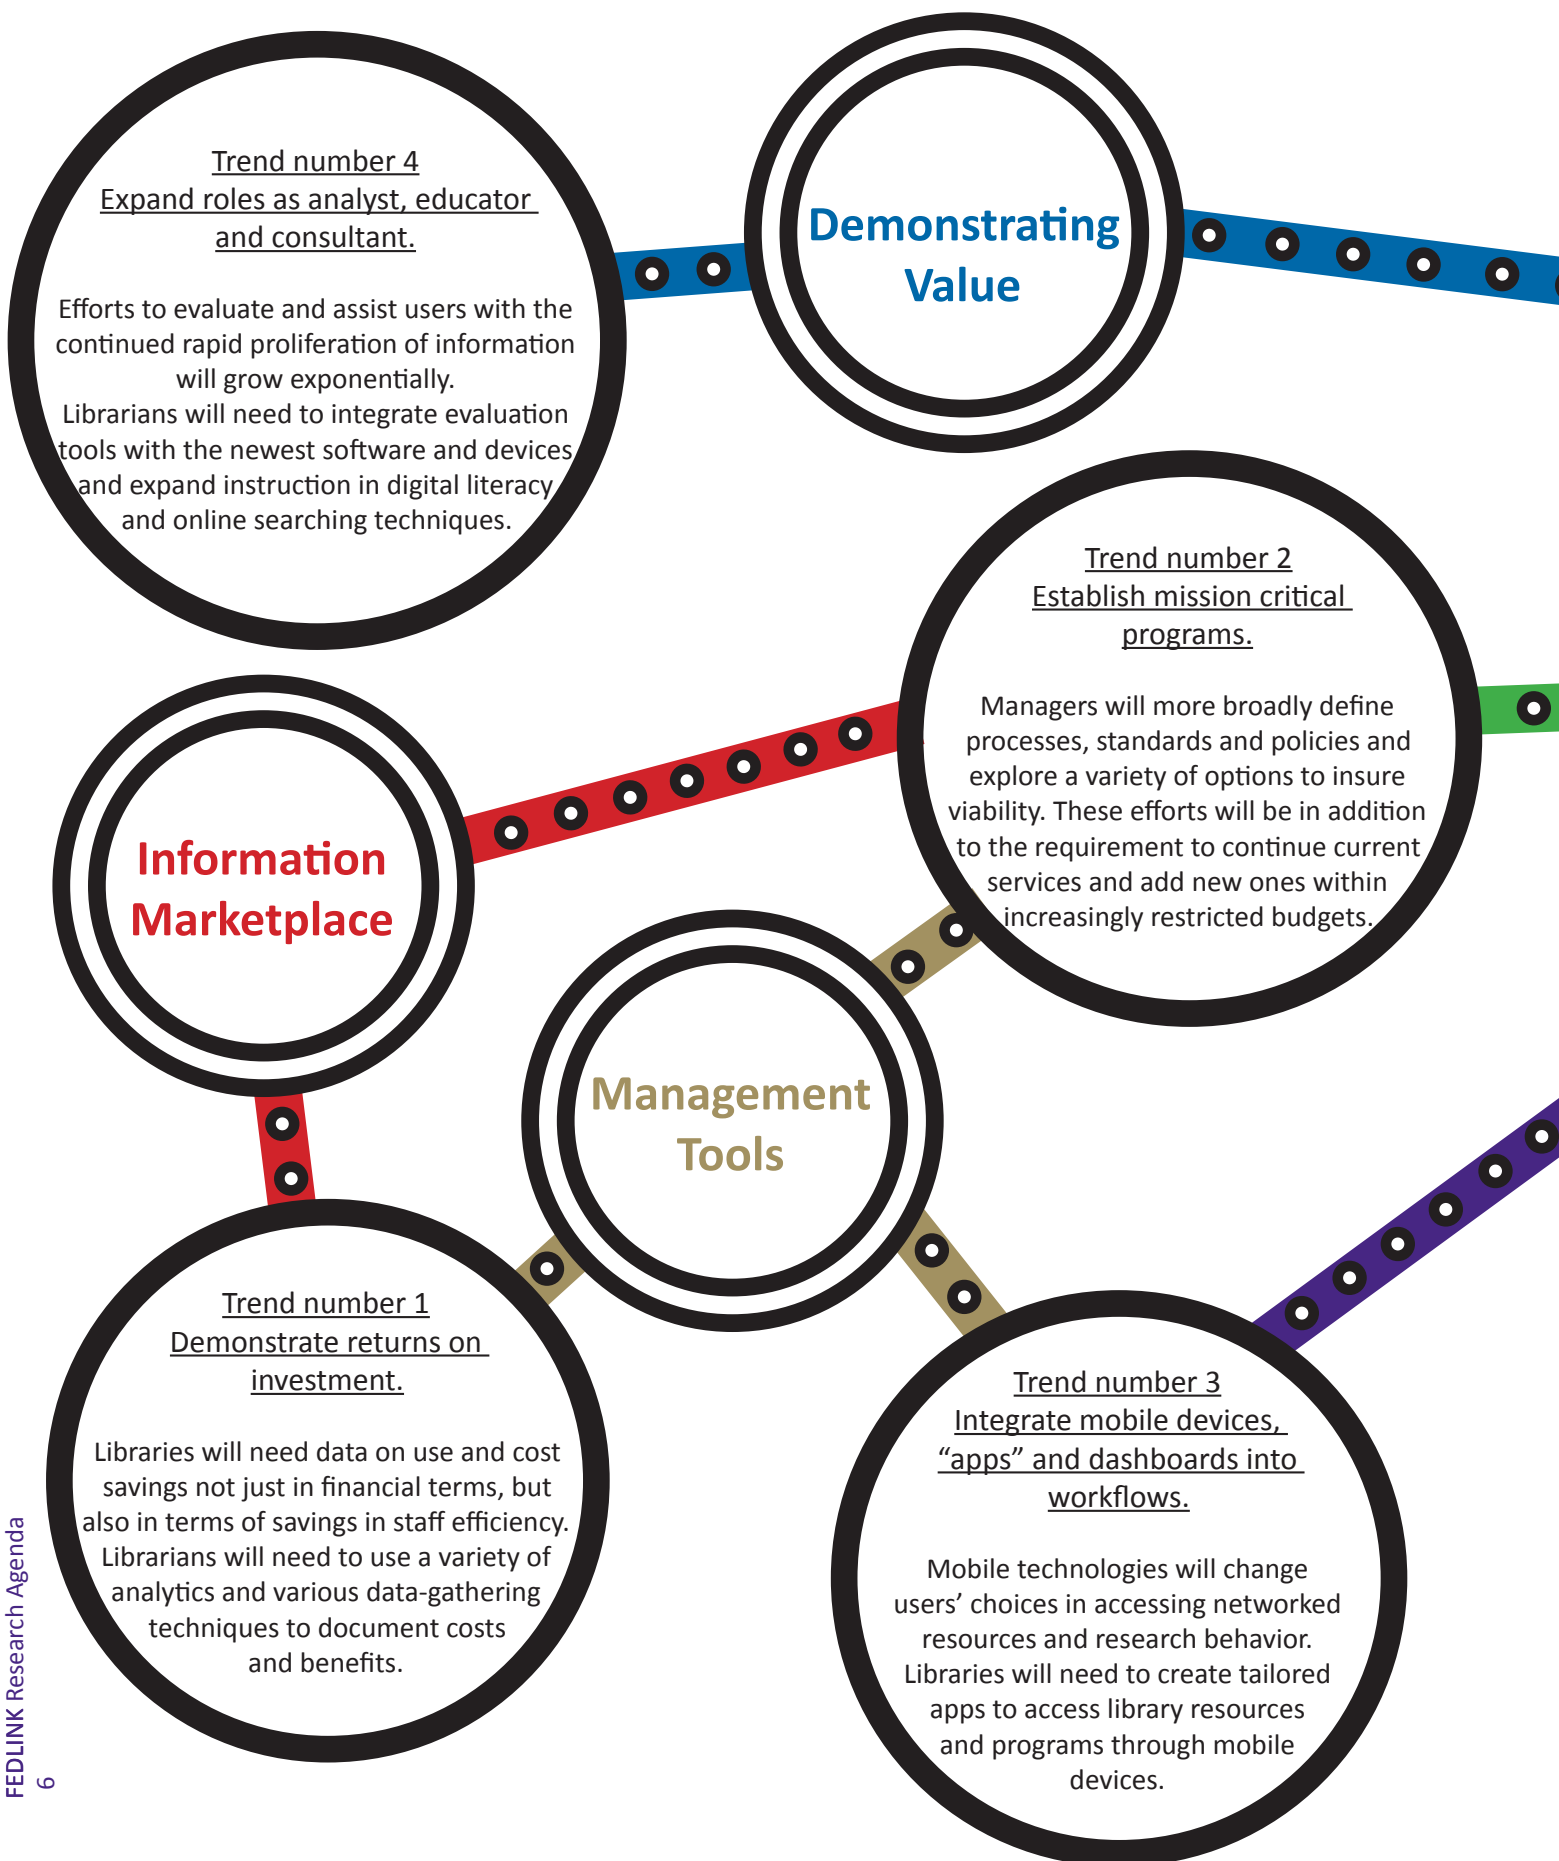 Trend number 4
Expand roles as analyst, educator
and consultant.
Efforts to evaluate and assist users with the
continued rapid proliferation of information
will grow exponentially.
Librarians will need to integrate evaluation
tools with the newest software and devices
and expand instruction in digital literacy
and online searching techniques.
Demonstrating
Value
Trend number 2
Establish mission critical
programs.
Managers will more broadly define
processes, standards and policies and
explore a variety of options to insure
viability. These efforts will be in addition
to the requirement to continue current
services and add new ones within
increasingly restricted budgets.
Information
Marketplace
Management
Tools
Trend number 1
Demonstrate returns on
investment.
Libraries will need data on use and cost
savings not just in financial terms, but
also in terms of savings in staff efficiency.
Librarians will need to use a variety of
analytics and various data-gathering
techniques to document costs
and benefits.
Trend number 3
Integrate mobile devices,
“apps” and dashboards into
workflows.
Mobile technologies will change
users’ choices in accessing networked
resources and research behavior.
Libraries will need to create tailored
apps to access library resources
and programs through mobile
devices.
FEDLINK Research Agenda
6